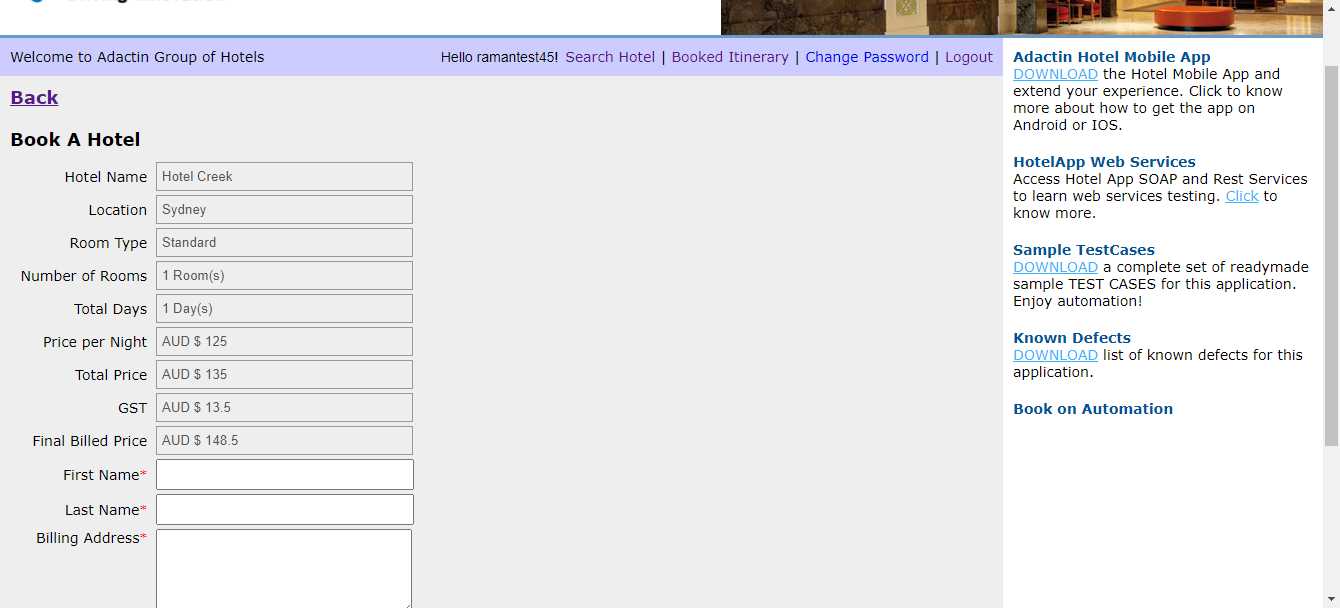 Welcome to Adactin Group of Hotels
Hello ramantest45! Search Hotel | Booked Itinerary | Change Password | Logout
Back
Book A Hotel
Hotel Name Hotel Creek
Location Sydney
Room Type Standard
Number of Rooms 1 Room(s)
Total Days 1 Day(s)
Price per Night AUD $ 125
Total Price AUD $ 135
GST AUD $ 13.5
Final Billed Price AUD $ 148.5
First Name*
Last Name*
Billing Address*
Adactin Hotel Mobile App
DOWNLOAD the Hotel Mobile App and
extend your experience. Click to know
more about how to get the app on
Android or IOS.
HotelApp Web Services
Access Hotel App SOAP and Rest Services
to learn web services testing. Click to
know more.
Sample TestCases
DOWNLOAD a complete set of readymade
sample TEST CASES for this application.
Enjoy automation!
Known Defects
DOWNLOAD list of known defects for this
application.
Book on Automation